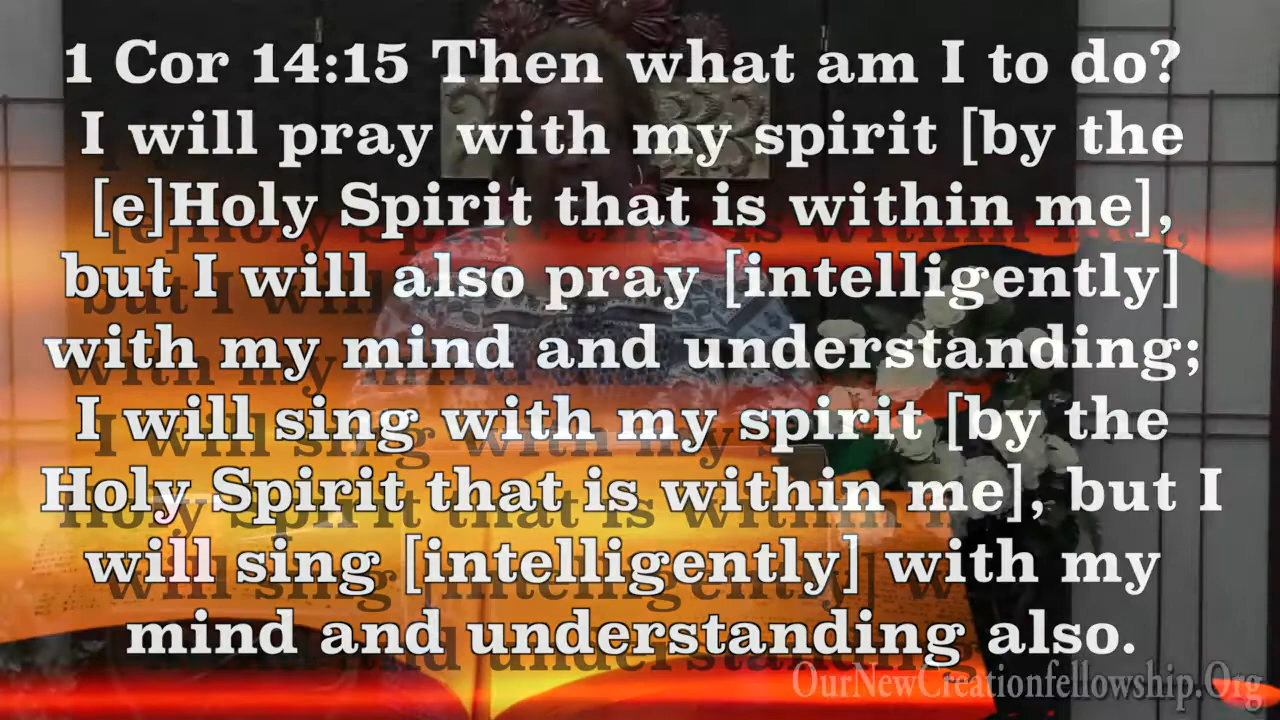 1 Cor 14:15 Then what am I to do?
I will pray with my spirit [by the
[e]Holy Spirit that is within me],
but I will also pray [intelligently]
with my mind and understanding;
I will sing with my spirit [by the
Holy Spirit that is within me], but I
will sing [intelligently] with my
mind and understanding also.
OurNewCreationfellowship.Org